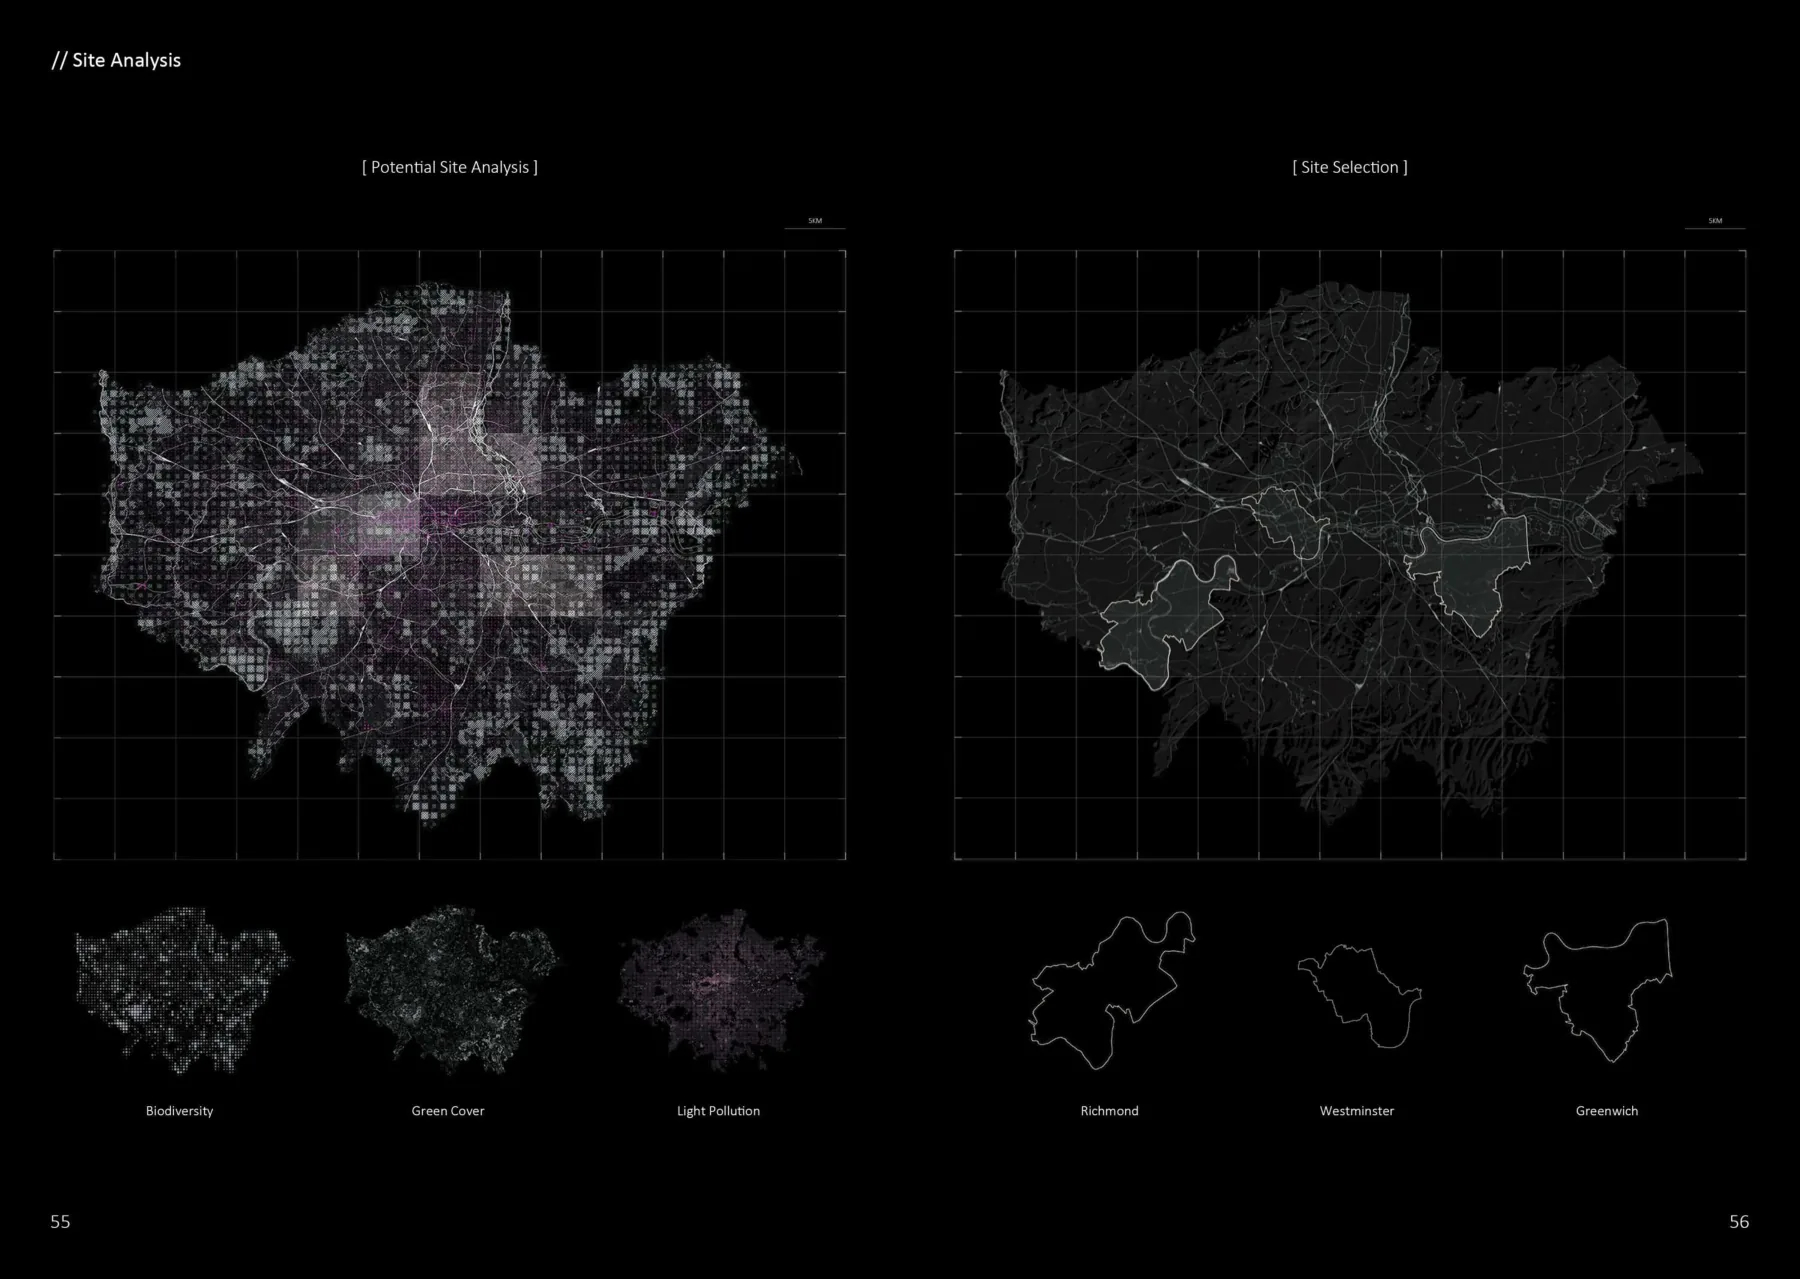 // Site Analysis
[ Potential Site Analysis ]
5KM
Biodiversity
Green Cover
Light Pollution
55
[ Site Selection ]
5KM
Richmond
Westminster
Greenwich
56